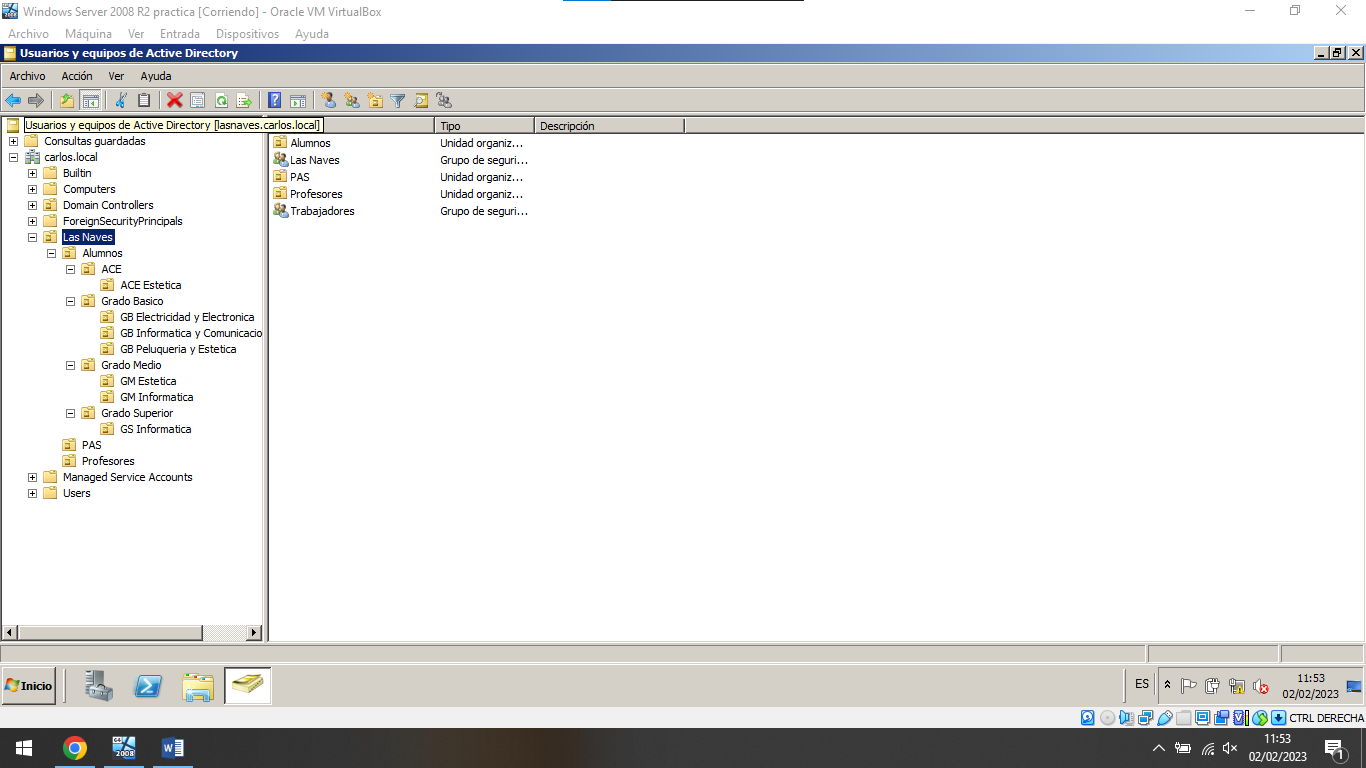 Windows Server 2008 R2 practica [Corriendo] - Oracle VM VirtualBox
Archivo Máquina Ver Entrada Dispositivos Ayuda
Usuarios y equipos de Active Directory
Archivo Acción Ver Ayuda
Usuarios y equipos de Active Directory [lasnaves.carlos.local]
Tipo Descripción
Consultas guardadas
carlos.local
Builtin
Computers
Domain Controllers
ForeignSecurityPrincipals
Las Naves
Alumnos
ACE
ACE Estetica
Grado Basico
GB Electricidad y Electronica
GB Informatica y Comunicacio
GB Peluqueria y Estetica
Grado Medio
GM Estetica
GM Informatica
Grado Superior
GS Informatica
PAS
Profesores
Managed Service Accounts
Users
Alumnos Unidad organiz...
Las Naves Grupo de seguri...
PAS Unidad organiz...
Profesores Unidad organiz...
Trabajadores Grupo de seguri...
Inicio
ES
11:53
02/02/2023
CTRL DERECHA
2008
11:53
02/02/2023
1